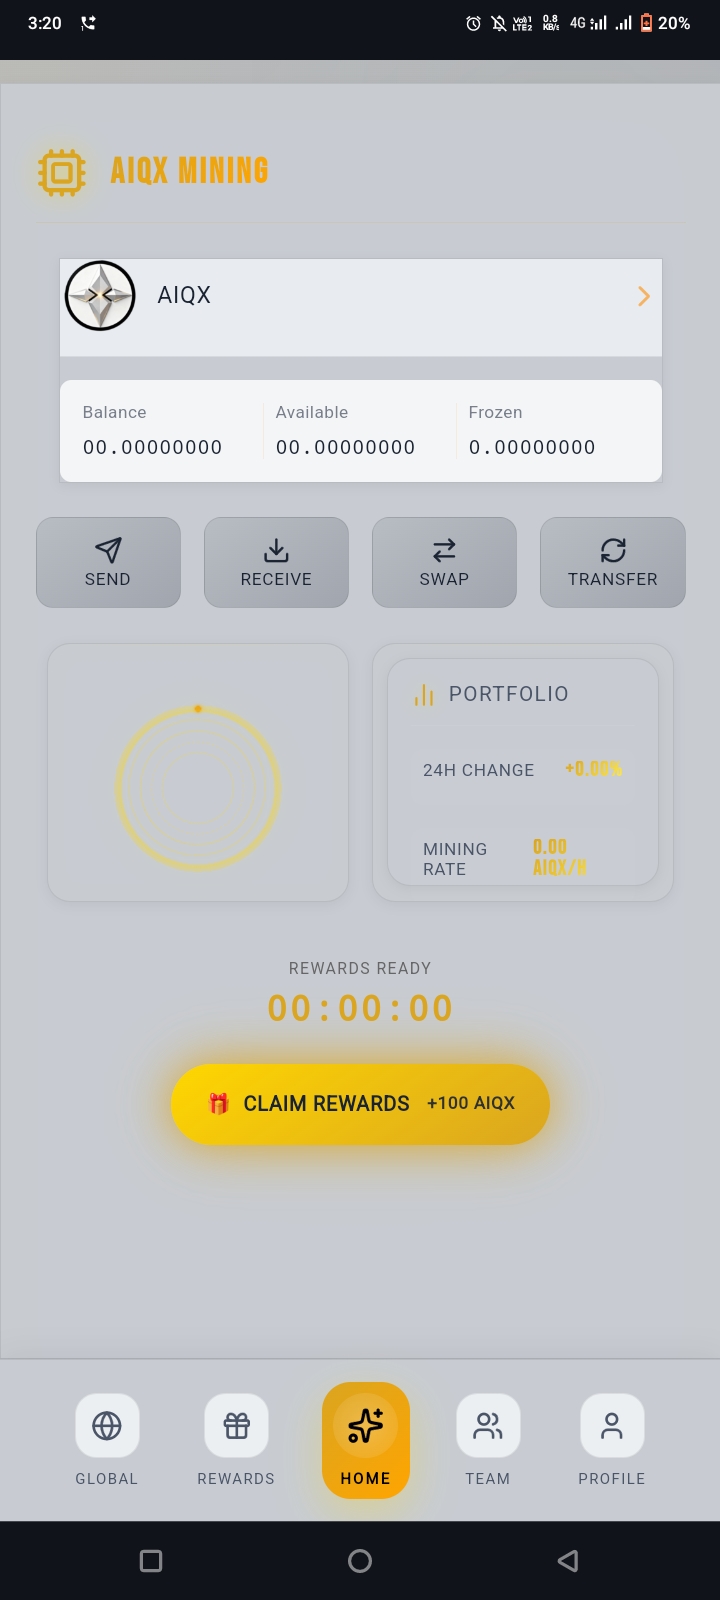 3:20
Vo)) 1
LTE2
0.8
KB/s
4G
20%
AIQX MINING
AIQX
Balance Available Frozen
00.00000000 00.00000000 0.00000000
SEND RECEIVE SWAP TRANSFER
PORTFOLIO
24H CHANGE +0.00%
MINING RATE 0.00 AIQX/H
REWARDS READY
00:00:00
CLAIM REWARDS +100 AIQX
GLOBAL REWARDS HOME TEAM PROFILE